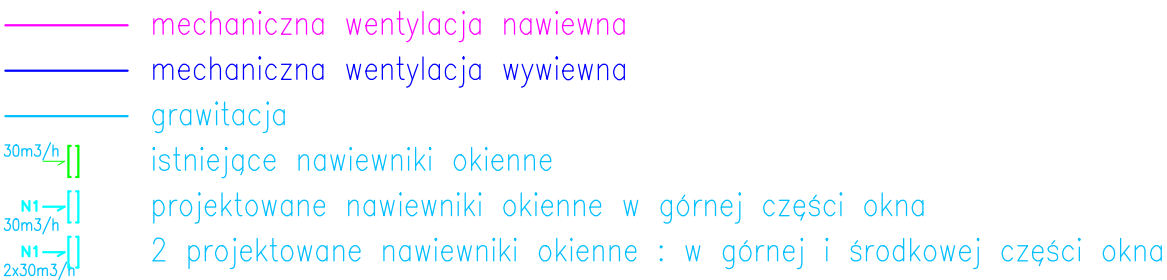 mechaniczna wentylacja nawiewna
mechaniczna wentylacja wywiewna
grawitacja
30m3/h istniejące nawiewniki okienne
N1 projektowane nawiewniki okienne w górnej części okna
30m3/h
N1 2 projektowane nawiewniki okienne : w górnej i środkowej części okna
2x30m3/h